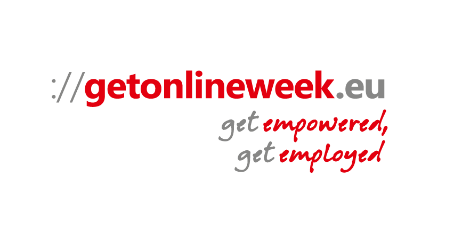 ://getonlineweek.eu
get empowered,
get employed